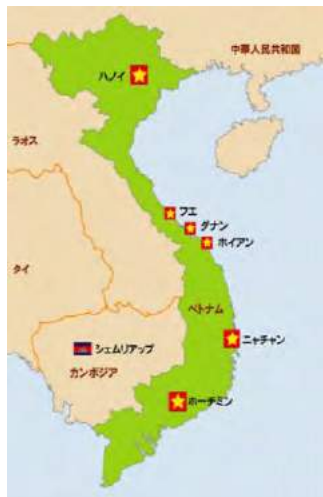 中華人民共和国
ハノイ
ラオス
フエ
ダナン
ホイアン
タイ
ベトナム
ニャチャン
シェムリアップ
カンボジア
ホーチミン